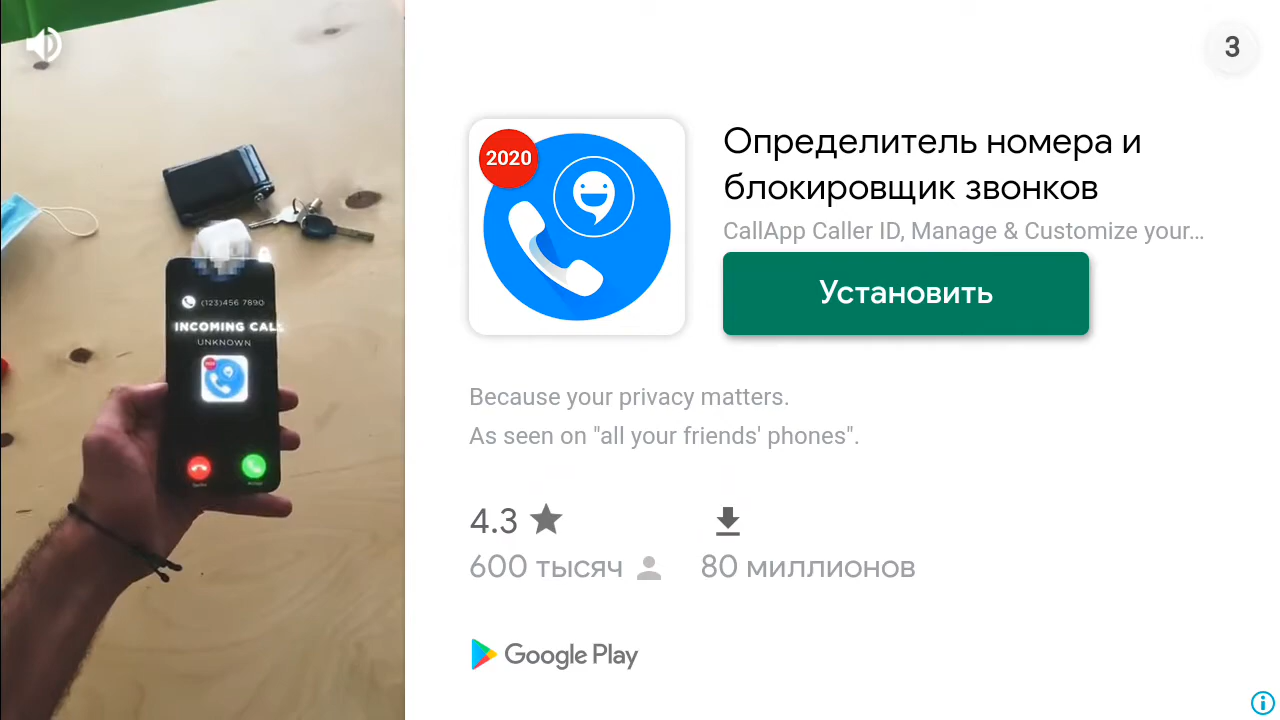 3
2020
Определитель номера и
блокировщик звонков
CallApp Caller ID, Manage & Customize your...
Установить
(123)456 7890
INCOMING CALL
UNKNOWN
Because your privacy matters.
As seen on "all your friends' phones".
4.3
600 тысяч
80 миллионов
Google Play